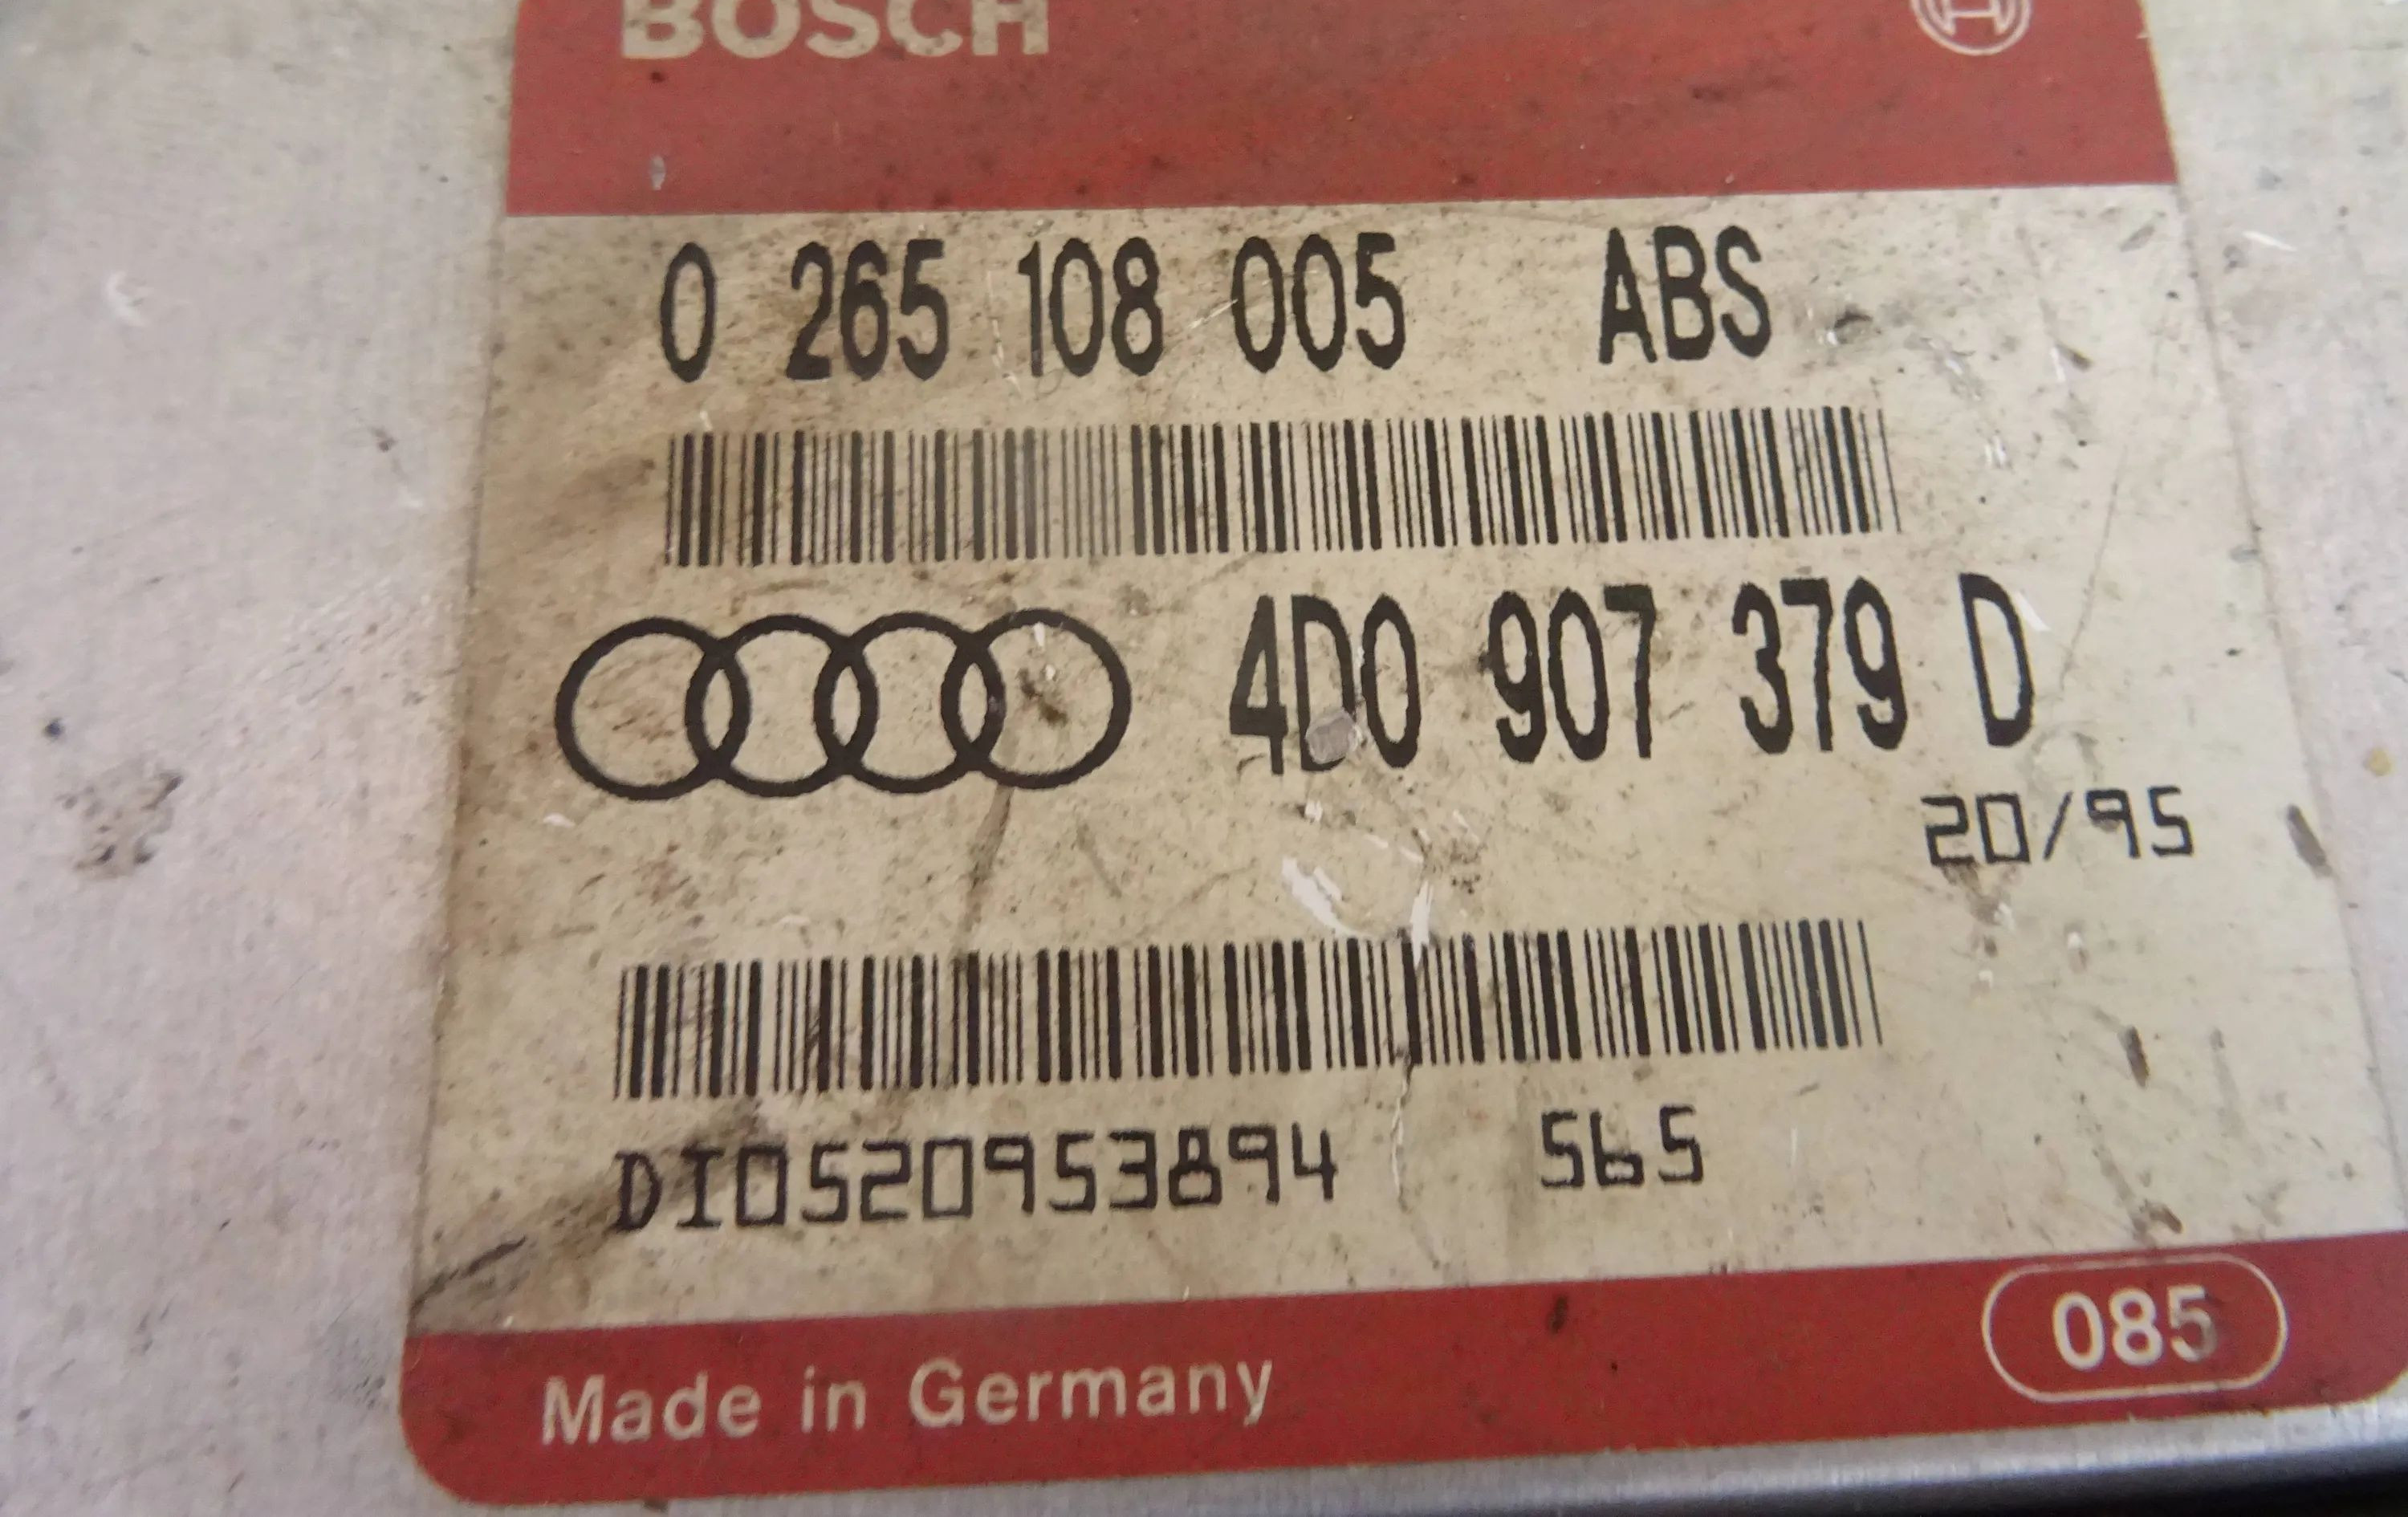 BOSCH
0 265 108 005 ABS
4D0 907 379 D
20/95
DI0520953894 565
085
Made in Germany